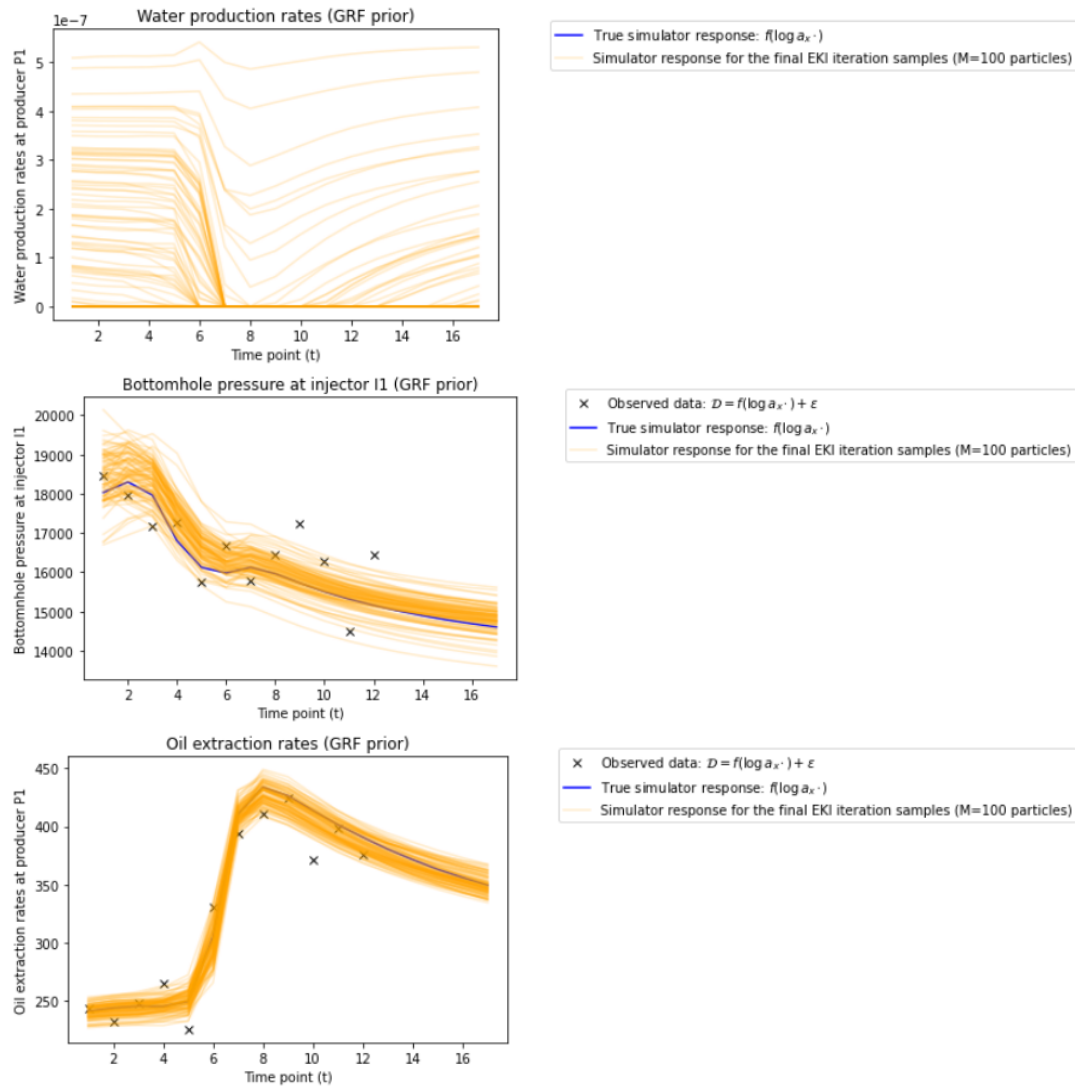 Water production rates (GRF prior)
1e−7
Water production rates at producer P1
5
4
3
2
1
0
2 4 6 8 10 12 14 16
Time point (t)
True simulator response: f(log aₓ·)
Simulator response for the final EKI iteration samples (M=100 particles)
Bottomhole pressure at injector I1 (GRF prior)
Bottomnhole pressure at injector I1
20000
19000
18000
17000
16000
15000
14000
2 4 6 8 10 12 14 16
Time point (t)
Observed data: 𝒟 = f(log aₓ·) + ε
True simulator response: f(log aₓ·)
Simulator response for the final EKI iteration samples (M=100 particles)
Oil extraction rates (GRF prior)
Oil extraction rates at producer P1
450
400
350
300
250
2 4 6 8 10 12 14 16
Time point (t)
Observed data: 𝒟 = f(log aₓ·) + ε
True simulator response: f(log aₓ·)
Simulator response for the final EKI iteration samples (M=100 particles)